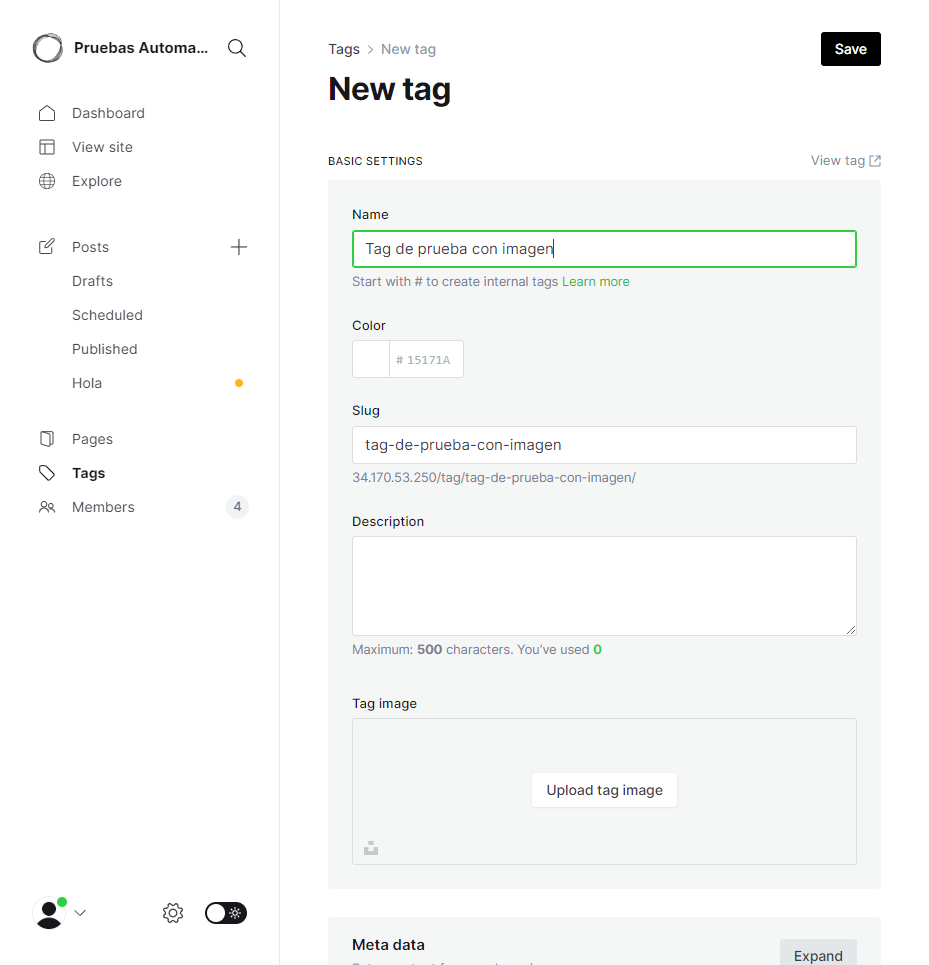 Pruebas Automa...
Dashboard
View site
Explore
Posts
Drafts
Scheduled
Published
Hola
Pages
Tags
Members 4
Tags > New tag
Save
New tag
BASIC SETTINGS
View tag
Name
Tag de prueba con imagen
Start with # to create internal tags Learn more
Color
# 15171A
Slug
tag-de-prueba-con-imagen
34.170.53.250/tag/tag-de-prueba-con-imagen/
Description
Maximum: 500 characters. You've used 0
Tag image
Upload tag image
Meta data
Expand